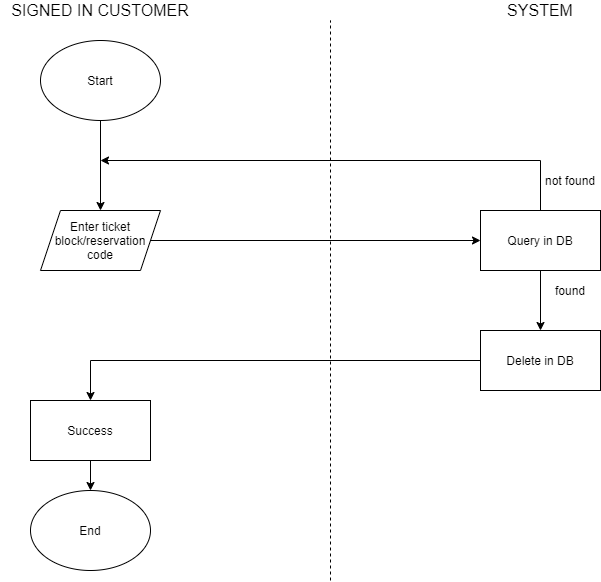 SIGNED IN CUSTOMER
SYSTEM
Start
not found
Enter ticket
block/reservation
code
Query in DB
found
Delete in DB
Success
End